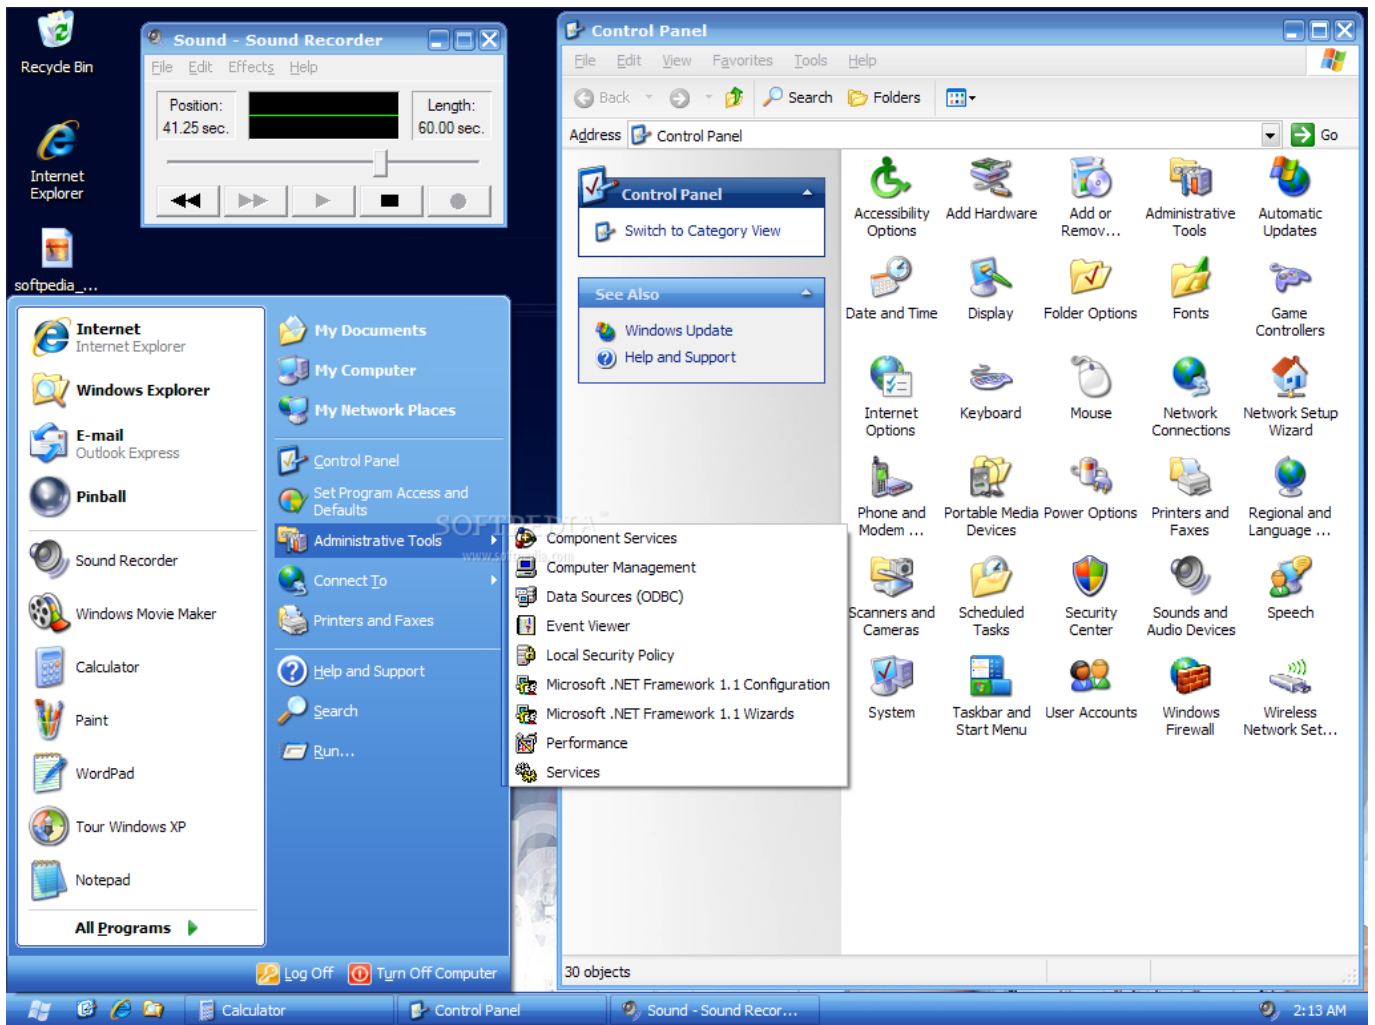 Recycle Bin
Internet
Explorer
softpedia_...
Sound - Sound Recorder
File Edit Effects Help
Position:
41.25 sec.
Length:
60.00 sec.
Control Panel
File Edit View Favorites Tools Help
Back Search Folders
Address Control Panel Go
Control Panel
Switch to Category View
See Also
Windows Update
Help and Support
Accessibility
Options
Add Hardware
Add or
Remov...
Administrative
Tools
Automatic
Updates
Date and Time
Display
Folder Options
Fonts
Game
Controllers
Internet
Options
Keyboard
Mouse
Network
Connections
Network Setup
Wizard
Phone and
Modem ...
Portable Media
Devices
Power Options
Printers and
Faxes
Regional and
Language ...
Scanners and
Cameras
Scheduled
Tasks
Security
Center
Sounds and
Audio Devices
Speech
System
Taskbar and
Start Menu
User Accounts
Windows
Firewall
Wireless
Network Set...
30 objects
Internet
Internet Explorer
Windows Explorer
E-mail
Outlook Express
Pinball
Sound Recorder
Windows Movie Maker
Calculator
Paint
WordPad
Tour Windows XP
Notepad
All Programs
My Documents
My Computer
My Network Places
Control Panel
Set Program Access and
Defaults
Administrative Tools
Connect To
Printers and Faxes
Help and Support
Search
Run...
SOFTPEDIA
www.softpedia.com
Component Services
Computer Management
Data Sources (ODBC)
Event Viewer
Local Security Policy
Microsoft .NET Framework 1.1 Configuration
Microsoft .NET Framework 1.1 Wizards
Performance
Services
Log Off Turn Off Computer
Calculator
Control Panel
Sound - Sound Recor...
2:13 AM